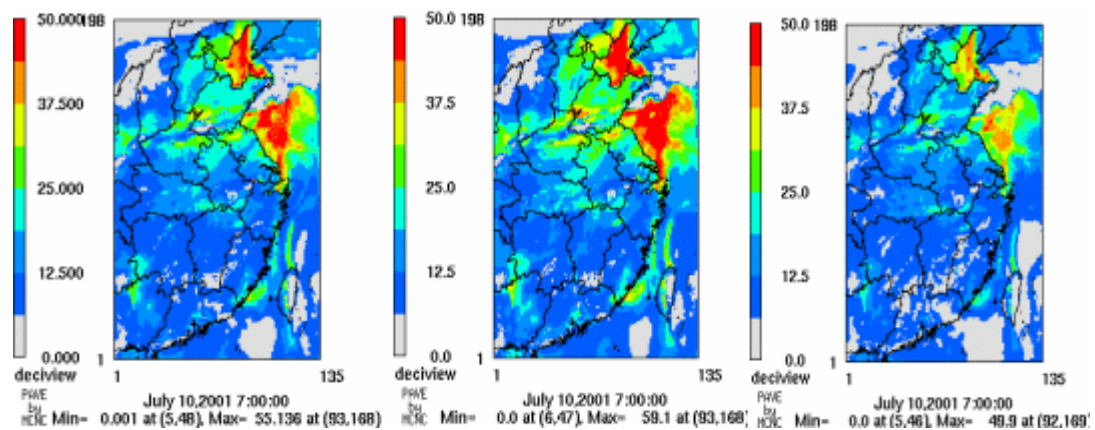 50.000 198
37.500
25.000
12.500
0.000 1
deciview 1 135
PAVE
by
MCNC
July 10,2001 7:00:00
Min= 0.001 at (5,48), Max= 55.136 at (93,168)
50.0 198
37.5
25.0
12.5
0.0 1
deciview 1 135
PAVE
by
MCNC
July 10,2001 7:00:00
Min= 0.0 at (6,47), Max= 59.1 at (93,168)
50.0 198
37.5
25.0
12.5
0.0 1
deciview 1 135
PAVE
by
MCNC
July 10,2001 7:00:00
Min= 0.0 at (5,46), Max= 49.9 at (92,169)